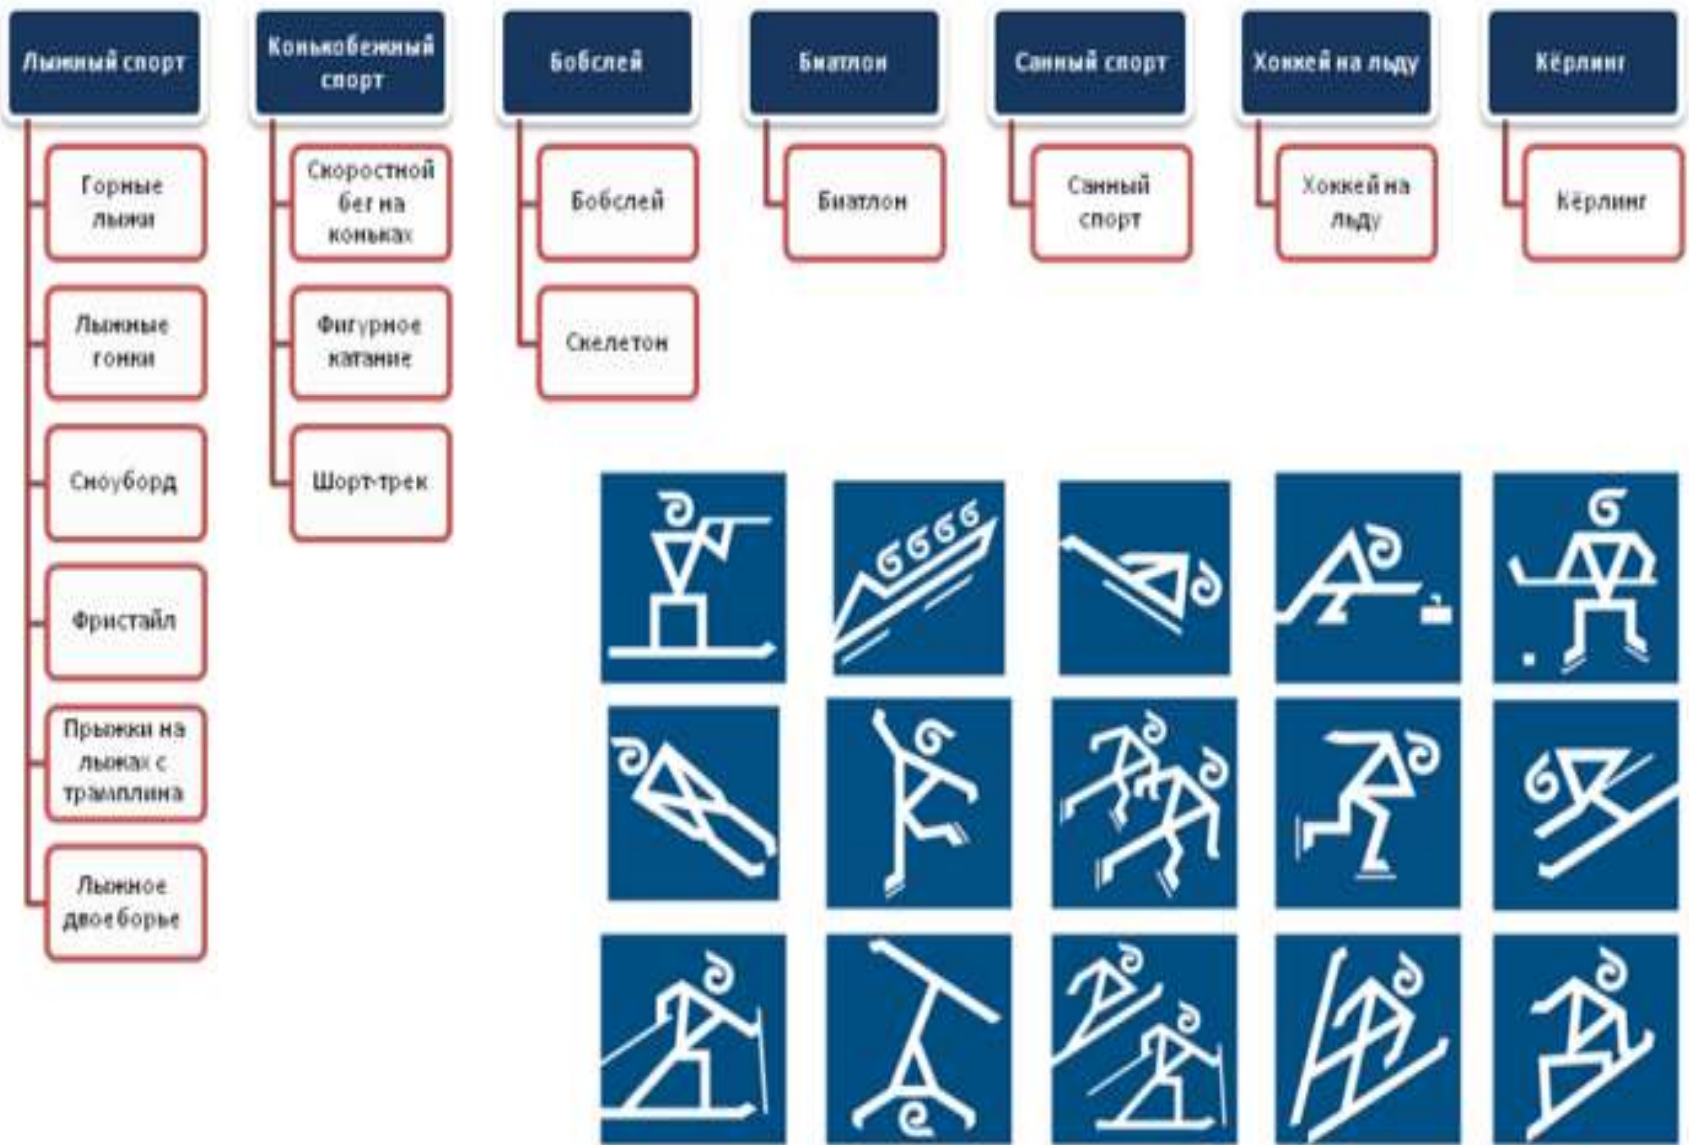 Лыжный спорт
Конькобежный
спорт
Бобслей
Биатлон
Санный спорт
Хоккей на льду
Кёрлинг
Горные
лыжи
Лыжные
гонки
Сноуборд
Фристайл
Прыжки на
лыжах с
трамплина
Лыжное
двоеборье
Скоростной
бег на
коньках
Фигурное
катание
Шорт-трек
Бобслей
Скелетон
Биатлон
Санный
спорт
Хоккей на
льду
Кёрлинг